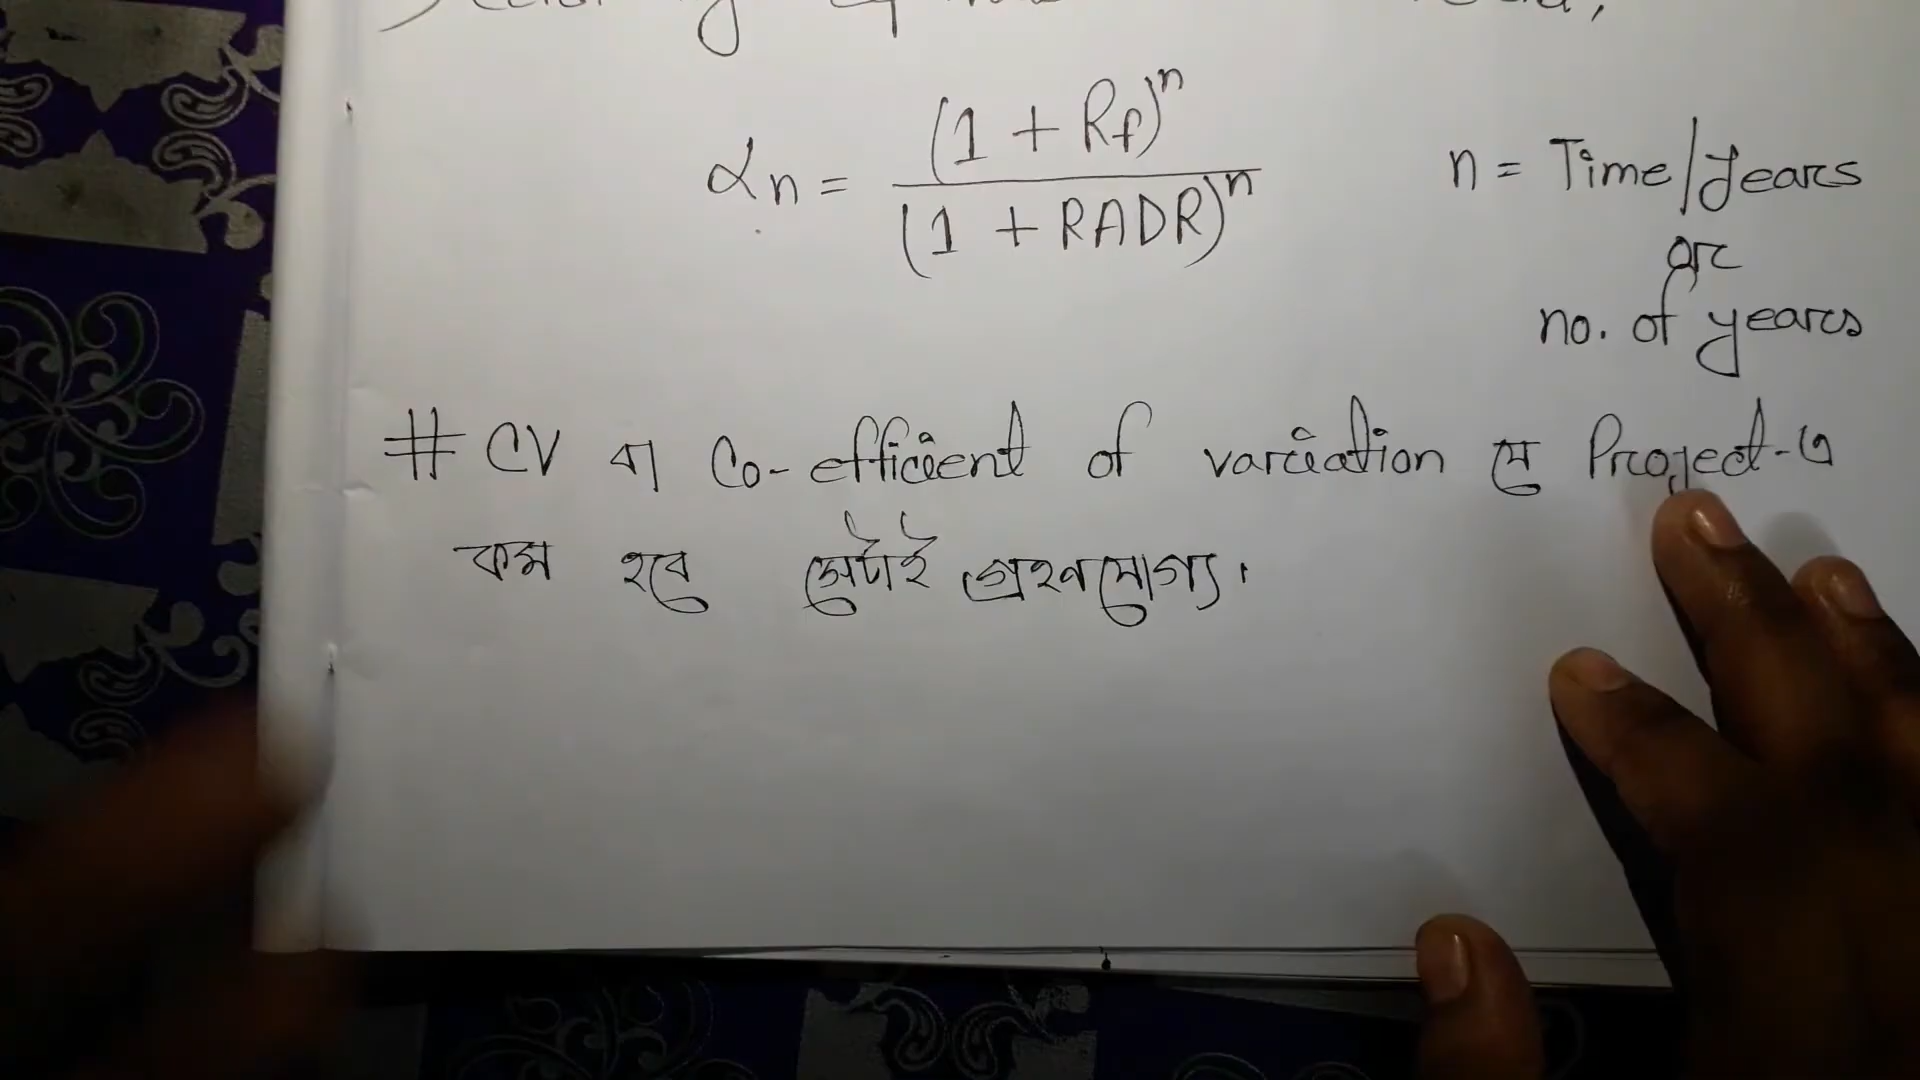 αn = (1 + Rf)^n / (1 + RADR)^n
n = Time/years
or
no. of years
# CV বা Co-efficient of variation যে Project-এ
কম হবে সেটাই গ্রহণযোগ্য।